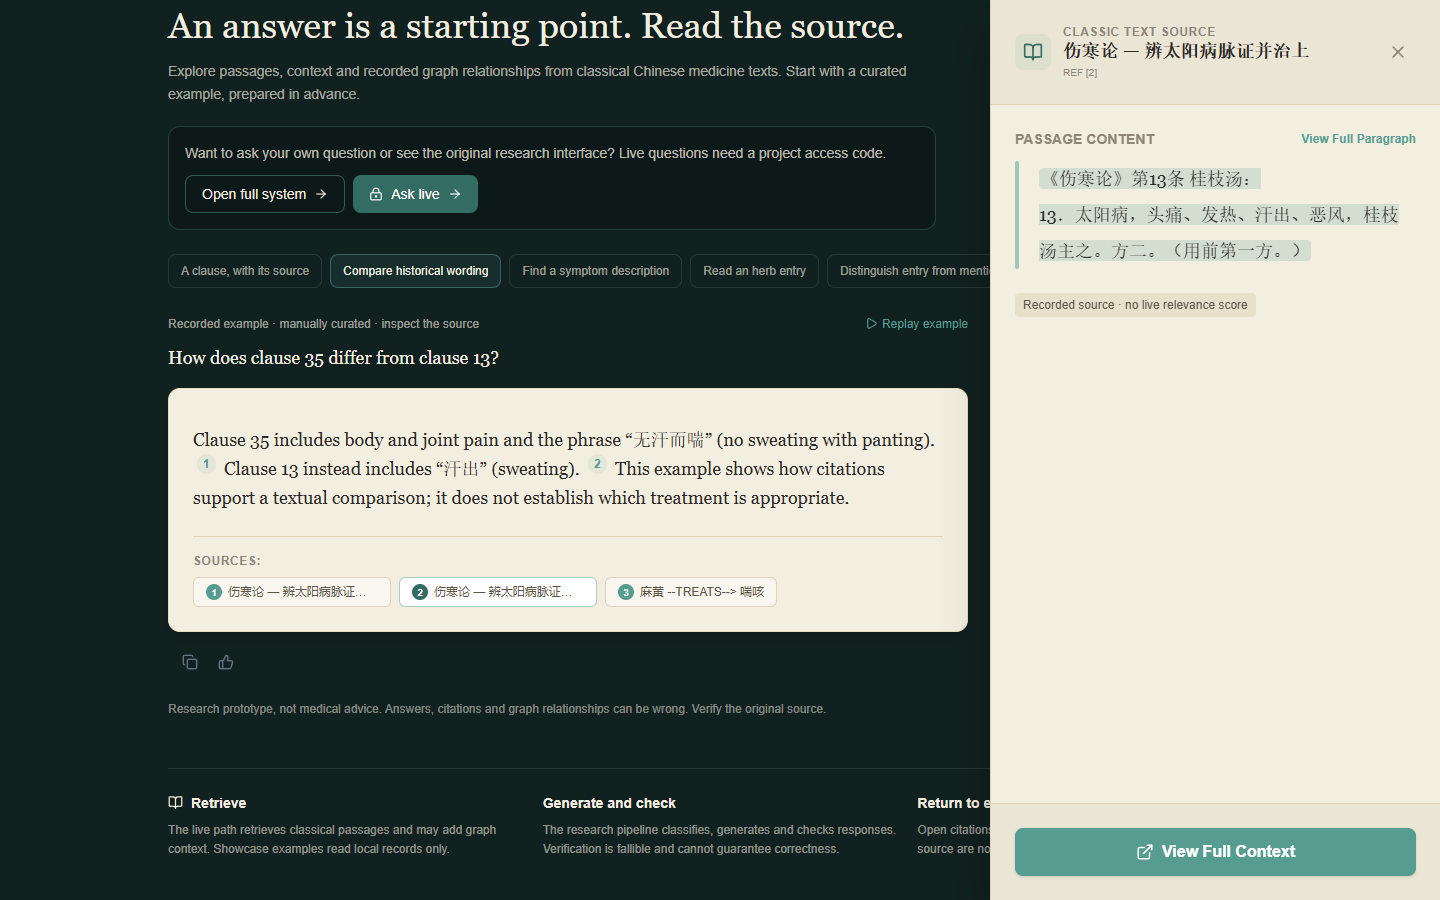 An answer is a starting point. Read the source.
Explore passages, context and recorded graph relationships from classical Chinese medicine texts. Start with a curated
example, prepared in advance.
Want to ask your own question or see the original research interface? Live questions need a project access code.
Open full system
Ask live
A clause, with its source
Compare historical wording
Find a symptom description
Read an herb entry
Distinguish entry from menti
Recorded example · manually curated · inspect the source
Replay example
How does clause 35 differ from clause 13?
Clause 35 includes body and joint pain and the phrase “无汗而喘” (no sweating with panting).
1 Clause 13 instead includes “汗出” (sweating). 2 This example shows how citations
support a textual comparison; it does not establish which treatment is appropriate.
SOURCES:
1 伤寒论 — 辨太阳病脉证...
2 伤寒论 — 辨太阳病脉证...
3 麻黄 --TREATS--> 喘咳
Research prototype, not medical advice. Answers, citations and graph relationships can be wrong. Verify the original source.
Retrieve
The live path retrieves classical passages and may add graph
context. Showcase examples read local records only.
Generate and check
The research pipeline classifies, generates and checks responses.
Verification is fallible and cannot guarantee correctness.
Return to e
Open citations
source are no
CLASSIC TEXT SOURCE
伤寒论 — 辨太阳病脉证并治上
REF [2]
PASSAGE CONTENT
View Full Paragraph
《伤寒论》第13条 桂枝汤：
13．太阳病，头痛、发热、汗出、恶风，桂枝
汤主之。方二。（用前第一方。）
Recorded source · no live relevance score
View Full Context